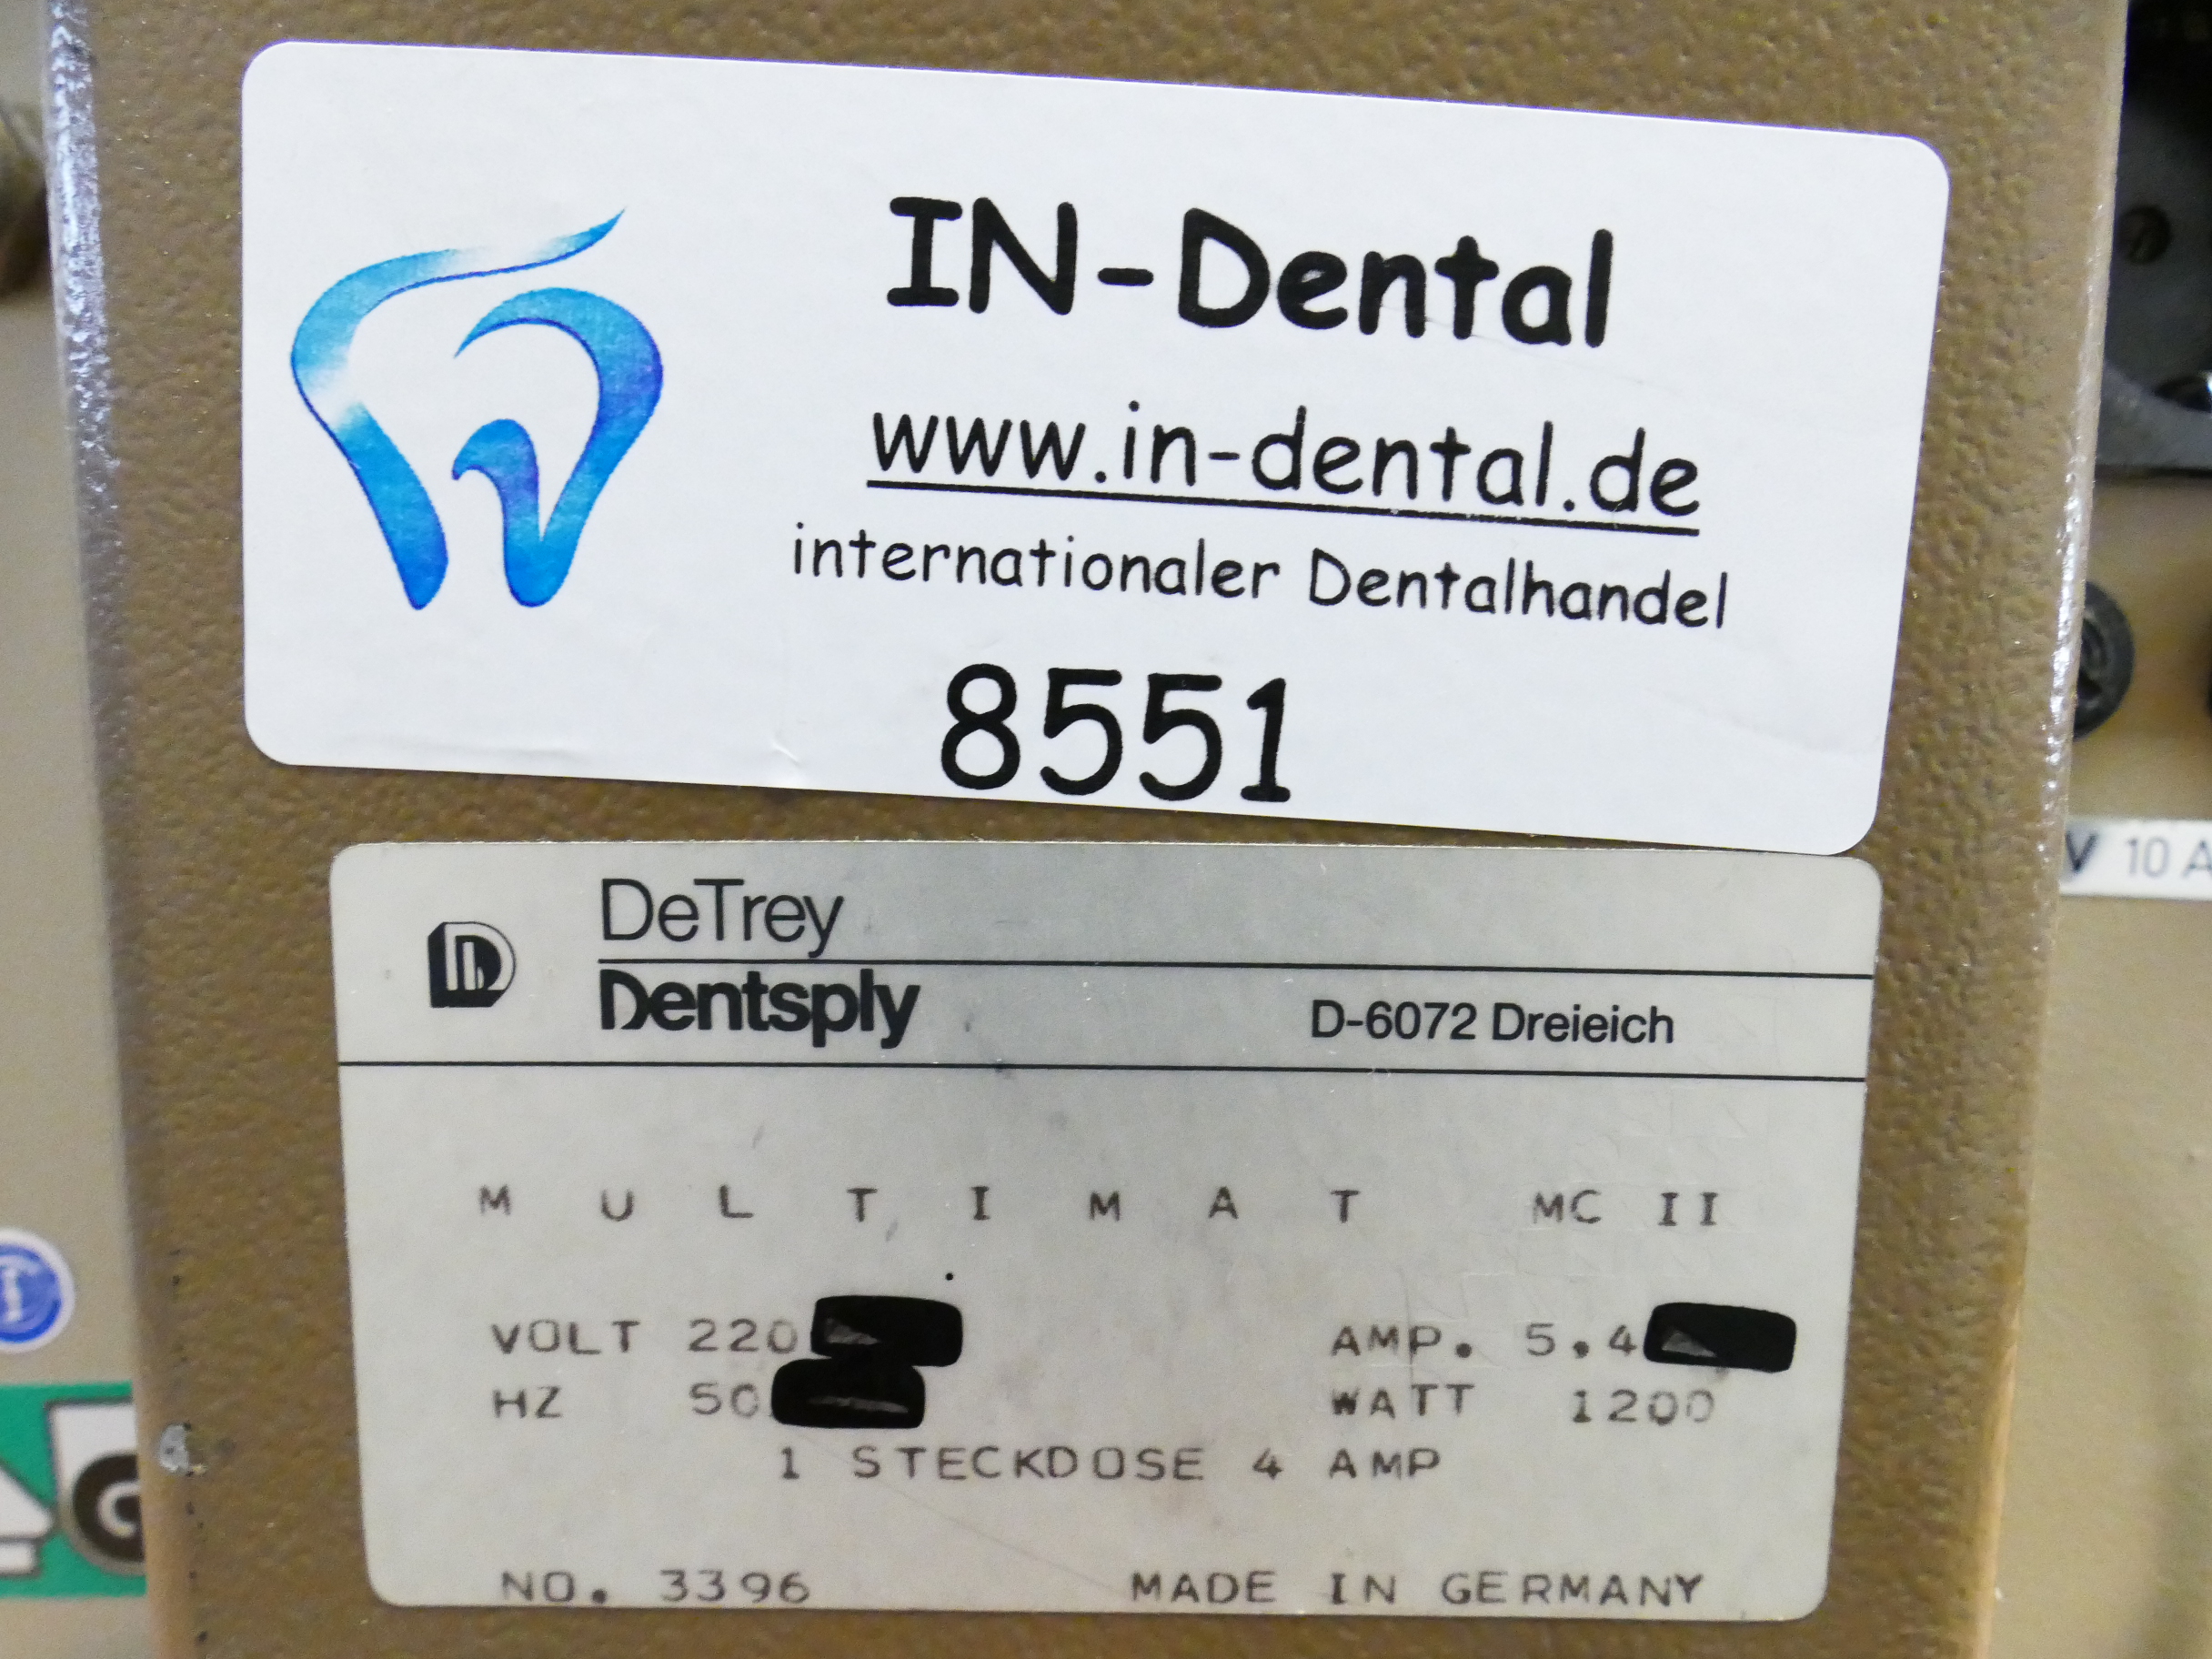 IN-Dental
www.in-dental.de
internationaler Dentalhandel
8551
DeTrey
Dentsply D-6072 Dreieich
MULTIMAT MC II
VOLT 220 AMP. 5.4
HZ 50 WATT 1200
1 STECKDOSE 4 AMP
NO. 3396 MADE IN GERMANY
V 10 A